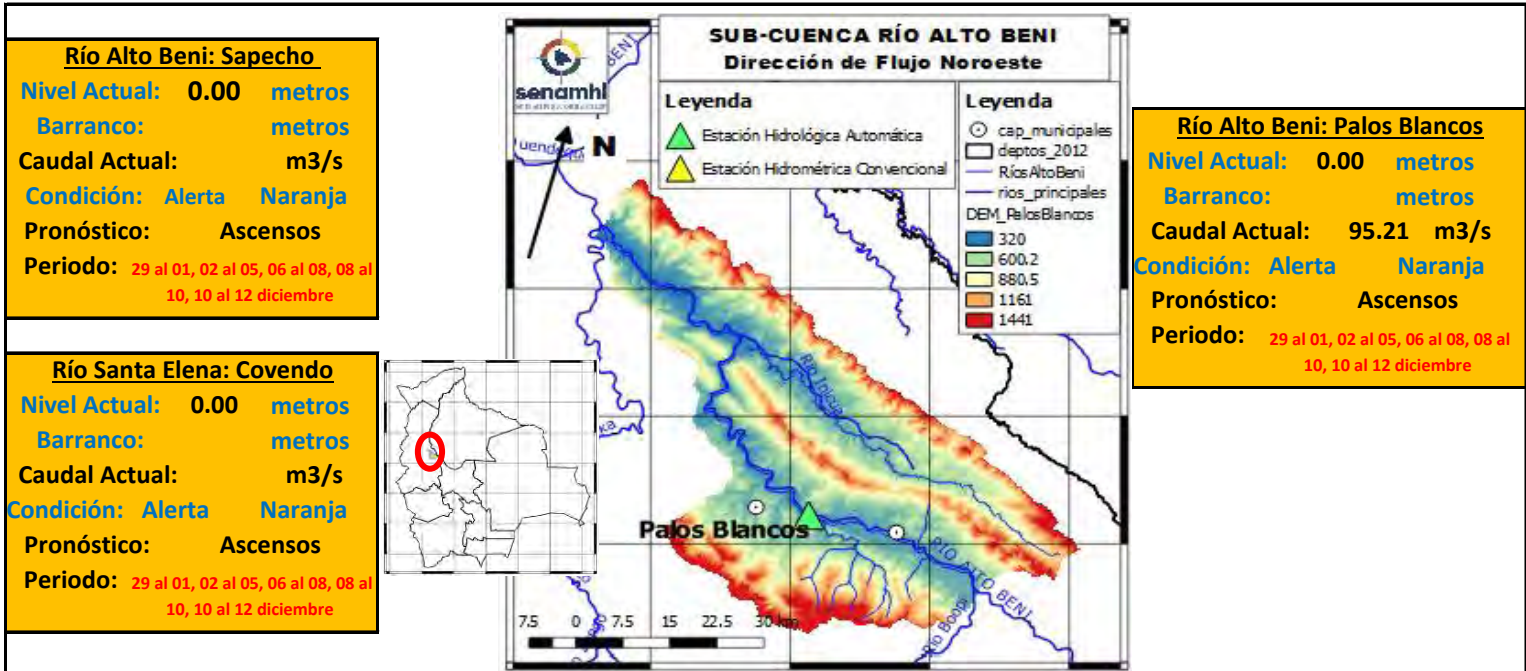 Río Alto Beni: Sapecho
Nivel Actual: 0.00 metros
Barranco: metros
Caudal Actual: m3/s
Condición: Alerta Naranja
Pronóstico: Ascensos
Periodo: 29 al 01, 02 al 05, 06 al 08, 08 al
10, 10 al 12 diciembre
Río Santa Elena: Covendo
Nivel Actual: 0.00 metros
Barranco: metros
Caudal Actual: m3/s
Condición: Alerta Naranja
Pronóstico: Ascensos
Periodo: 29 al 01, 02 al 05, 06 al 08, 08 al
10, 10 al 12 diciembre
senamhi
BENI
SUB-CUENCA RÍO ALTO BENI
Dirección de Flujo Noroeste
Leyenda
Estación Hidrológica Automática
Estación Hidrométrica Convencional
Leyenda
cap_municipales
deptos_2012
RíosAltoBeni
rios_principales
DEM_PalosBlancos
320
600.2
880.5
1161
1441
N
Río Inicua
Palos Blancos
RÍO ALTO BENI
Río Boopi
7.5 0 7.5 15 22.5 30 km
Río Alto Beni: Palos Blancos
Nivel Actual: 0.00 metros
Barranco: metros
Caudal Actual: 95.21 m3/s
Condición: Alerta Naranja
Pronóstico: Ascensos
Periodo: 29 al 01, 02 al 05, 06 al 08, 08 al
10, 10 al 12 diciembre